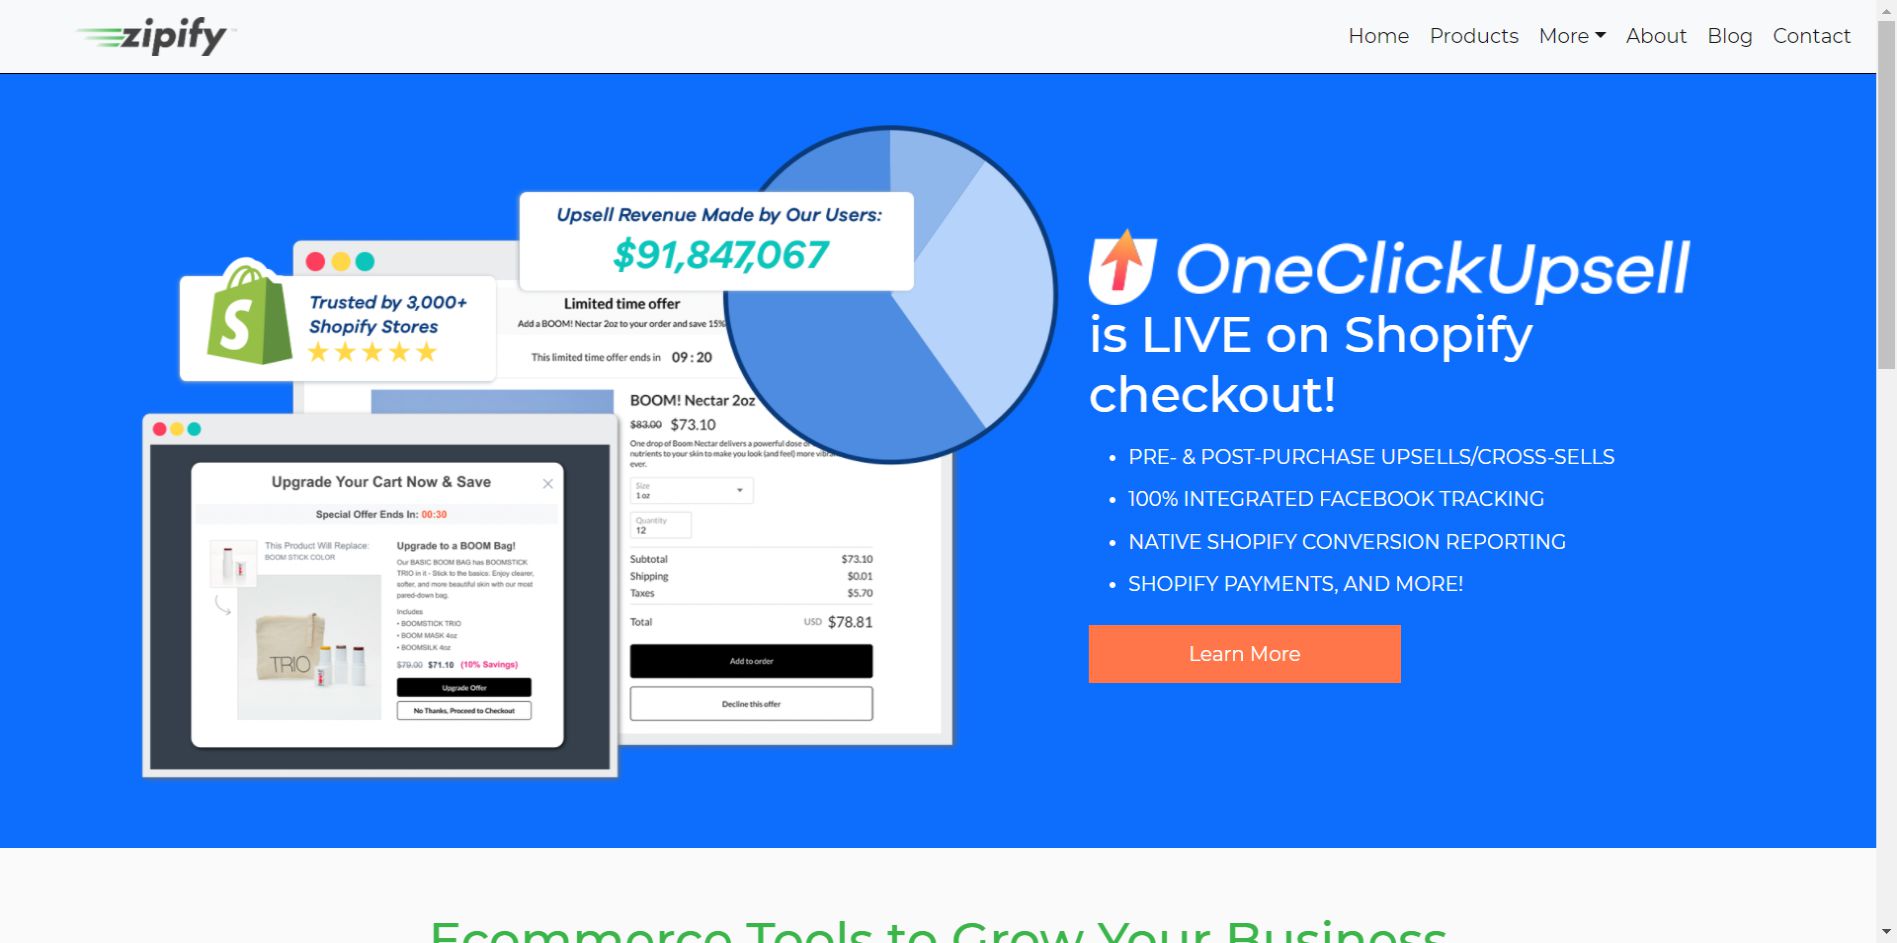 zipify
Home Products More About Blog Contact
Upsell Revenue Made by Our Users:
$91,847,067
Trusted by 3,000+
Shopify Stores
Limited time offer
Add a BOOM! Nectar 2oz to your order and save 15%
This limited time offer ends in 09 : 20
BOOM! Nectar 2oz
$83.00 $73.10
One drop of Boom Nectar delivers a powerful dose of
nutrients to your skin to make you look (and feel) more
ever.
Size
1 oz
Quantity
12
Subtotal $73.10
Shipping $0.01
Taxes $5.70
Total USD $78.81
Add to order
Decline this offer
Upgrade Your Cart Now & Save
Special Offer Ends In: 00:30
This Product Will Replace:
BOOM STICK COLOR
Upgrade to a BOOM Bag!
Our BASIC BOOM BAG has BOOMSTICK
TRIO in it - Stick to the basics. Enjoy clearer,
softer, and more beautiful skin with our most
pared-down bag.
Includes
• BOOMSTICK TRIO
• BOOM MASK 4oz
• BOOMSILK 4oz
$79.00 $71.10 (10% Savings)
Upgrade Offer
No Thanks, Proceed to Checkout
TRIO
OneClickUpsell
is LIVE on Shopify
checkout!
• PRE- & POST-PURCHASE UPSELLS/CROSS-SELLS
• 100% INTEGRATED FACEBOOK TRACKING
• NATIVE SHOPIFY CONVERSION REPORTING
• SHOPIFY PAYMENTS, AND MORE!
Learn More
Ecommerce Tools to Grow Your Business